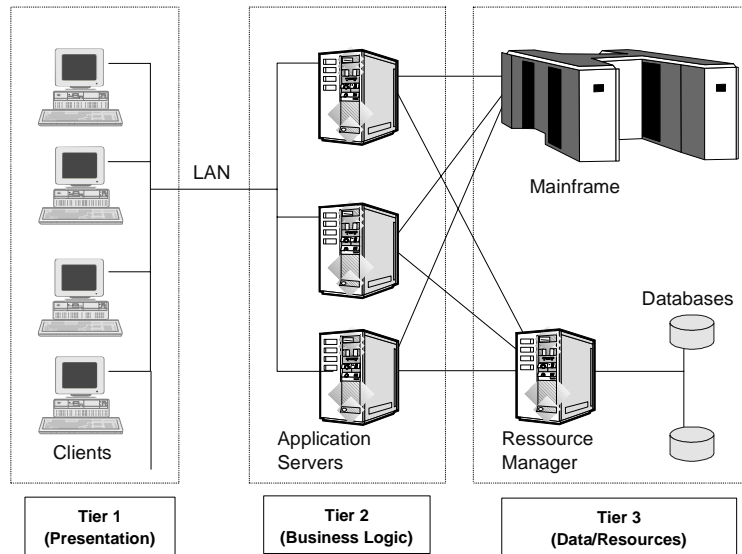 LAN
Mainframe
Databases
Clients
Application
Servers
Ressource
Manager
Tier 1
(Presentation)
Tier 2
(Business Logic)
Tier 3
(Data/Resources)